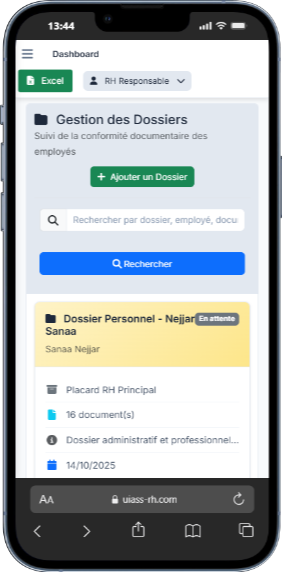 13:44
Dashboard
Excel
RH Responsable
Gestion des Dossiers
Suivi de la conformité documentaire des
employés
+ Ajouter un Dossier
Rechercher par dossier, employé, docu
Rechercher
Dossier Personnel - Nejjar
En attente
Sanaa
Sanaa Nejjar
Placard RH Principal
16 document(s)
Dossier administratif et professionnel...
14/10/2025
AA
uiass-rh.com